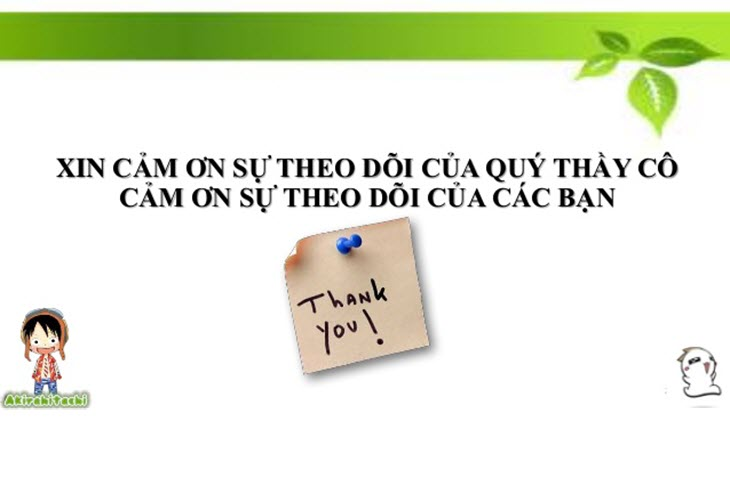 XIN CẢM ƠN SỰ THEO DÕI CỦA QUÝ THẦY CÔ
CẢM ƠN SỰ THEO DÕI CỦA CÁC BẠN
THANK
YOU!
Akirahitachi